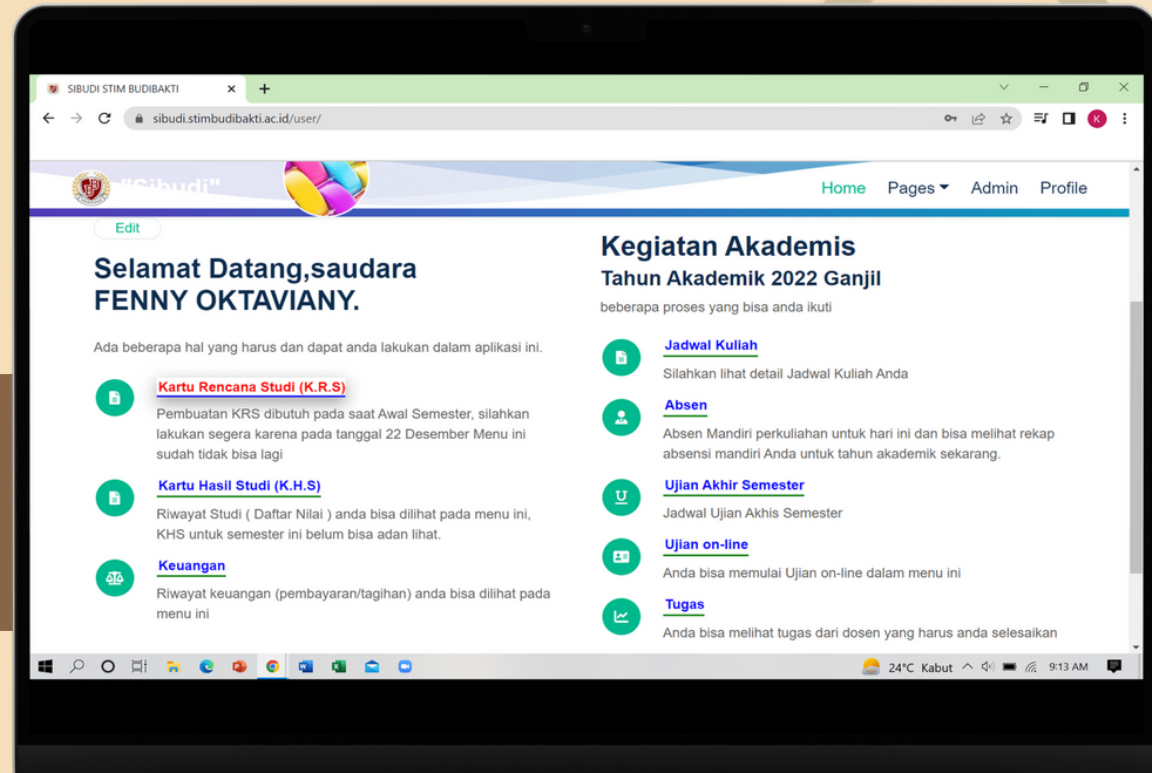 SIBUDI STIM BUDIBAKTI
sibudi.stimbudibakti.ac.id/user/
K
"Sibudi"
Home Pages Admin Profile
Edit
Selamat Datang,saudara
FENNY OKTAVIANY.
Ada beberapa hal yang harus dan dapat anda lakukan dalam aplikasi ini.
Kartu Rencana Studi (K.R.S)
Pembuatan KRS dibutuh pada saat Awal Semester, silahkan
lakukan segera karena pada tanggal 22 Desember Menu ini
sudah tidak bisa lagi
Kartu Hasil Studi (K.H.S)
Riwayat Studi ( Daftar Nilai ) anda bisa dilihat pada menu ini,
KHS untuk semester ini belum bisa adan lihat.
Keuangan
Riwayat keuangan (pembayaran/tagihan) anda bisa dilihat pada
menu ini
Kegiatan Akademis
Tahun Akademik 2022 Ganjil
beberapa proses yang bisa anda ikuti
Jadwal Kuliah
Silahkan lihat detail Jadwal Kuliah Anda
Absen
Absen Mandiri perkuliahan untuk hari ini dan bisa melihat rekap
absensi mandiri Anda untuk tahun akademik sekarang.
Ujian Akhir Semester
Jadwal Ujian Akhis Semester
Ujian on-line
Anda bisa memulai Ujian on-line dalam menu ini
Tugas
Anda bisa melihat tugas dari dosen yang harus anda selesaikan
24°C Kabut 9:13 AM